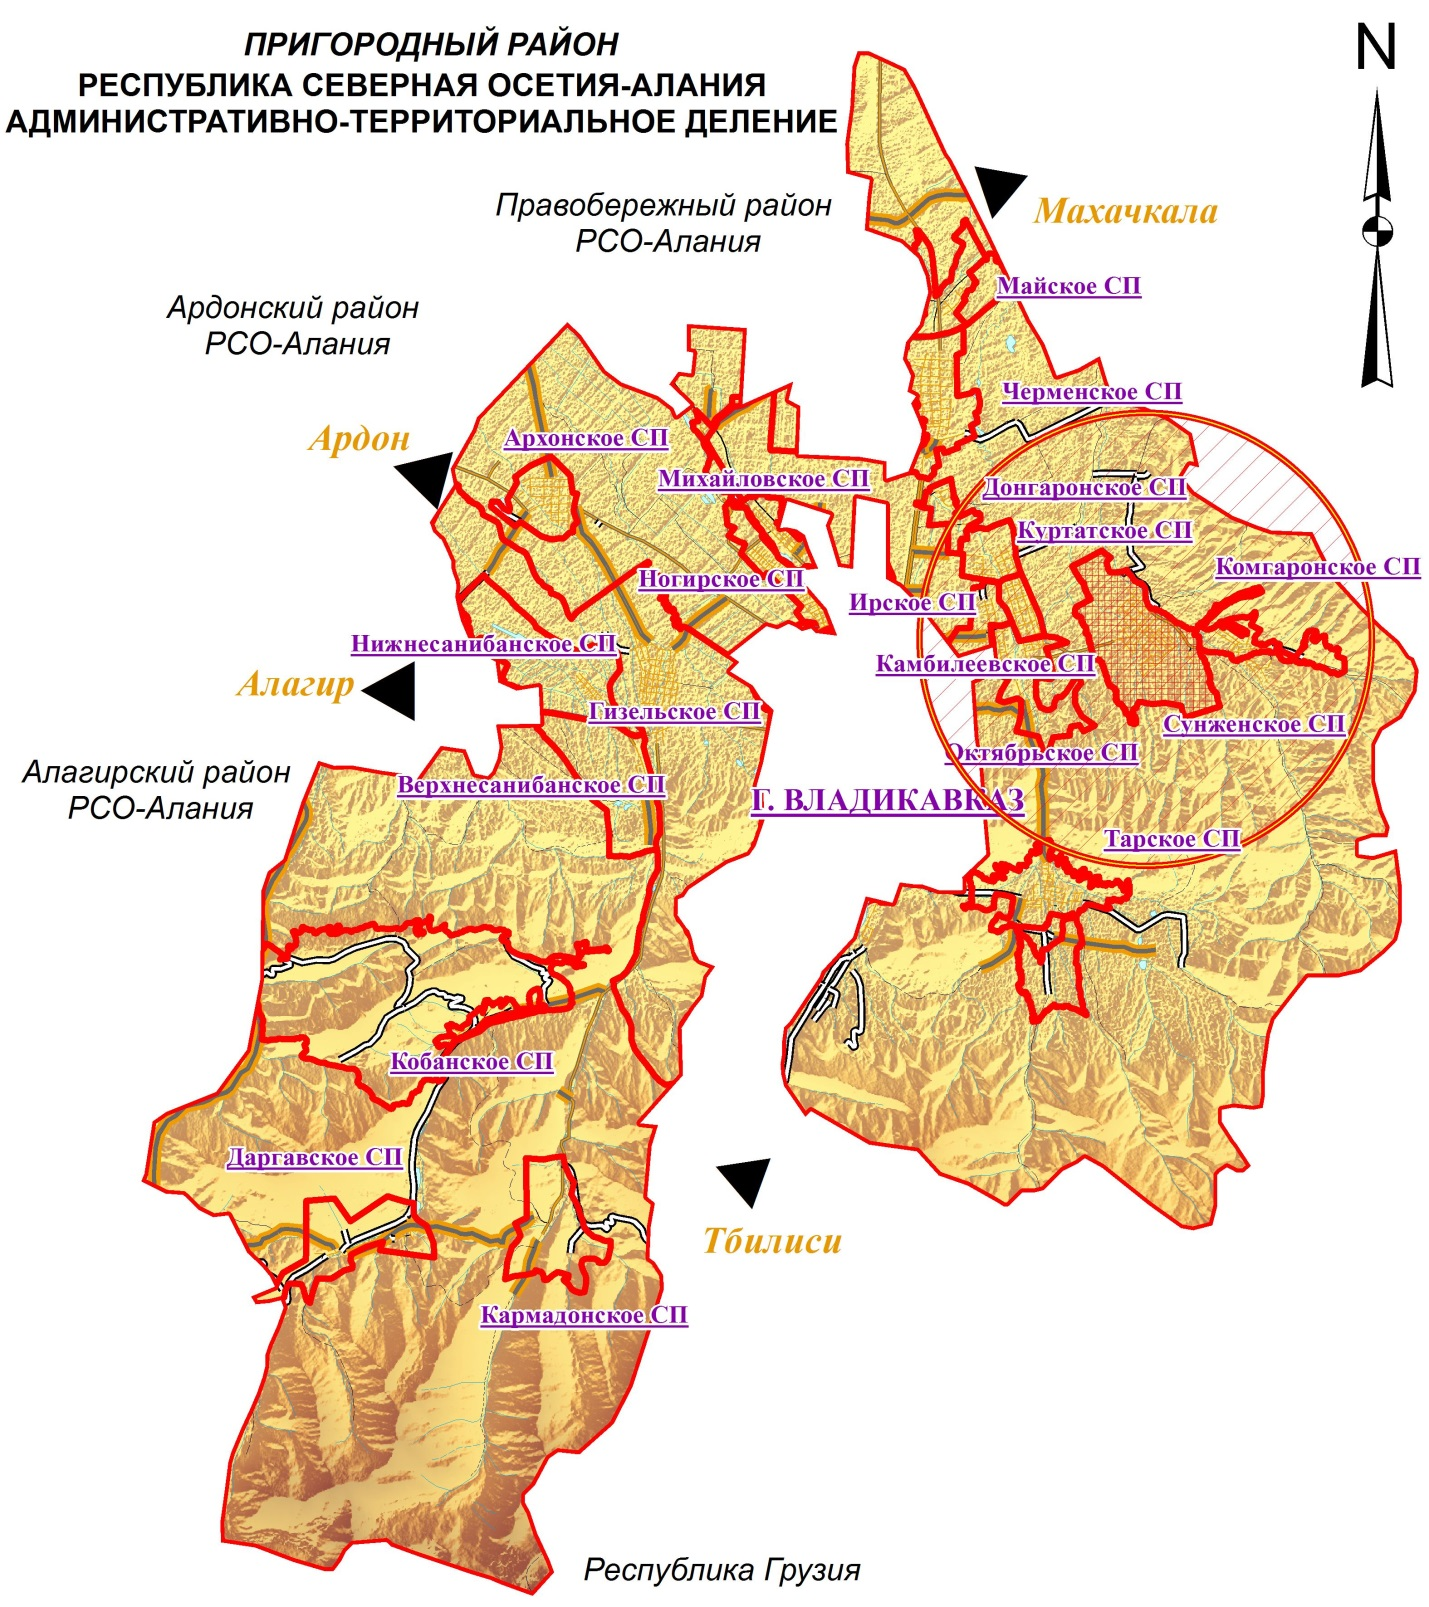 ПРИГОРОДНЫЙ РАЙОН
РЕСПУБЛИКА СЕВЕРНАЯ ОСЕТИЯ-АЛАНИЯ
АДМИНИСТРАТИВНО-ТЕРРИТОРИАЛЬНОЕ ДЕЛЕНИЕ
N
Правобережный район
РСО-Алания
Махачкала
Майское СП
Ардонский район
РСО-Алания
Черменское СП
Ардон
Архонское СП
Михайловское СП
Донгаронское СП
Куртатское СП
Комгаронское СП
Ногирское СП
Ирское СП
Нижнесанибанское СП
Камбилеевское СП
Алагир
Гизельское СП
Сунженское СП
Октябрьское СП
Алагирский район
РСО-Алания
Верхнесанибанское СП
Г. ВЛАДИКАВКАЗ
Тарское СП
Кобанское СП
Даргавское СП
Тбилиси
Кармадонское СП
Республика Грузия